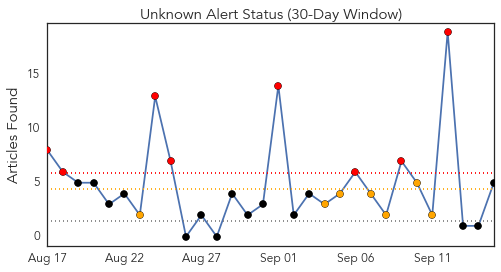 Unknown Alert Status (30-Day Window)
Articles Found
15
10
5
0
Aug 17
Aug 22
Aug 27
Sep 01
Sep 06
Sep 11